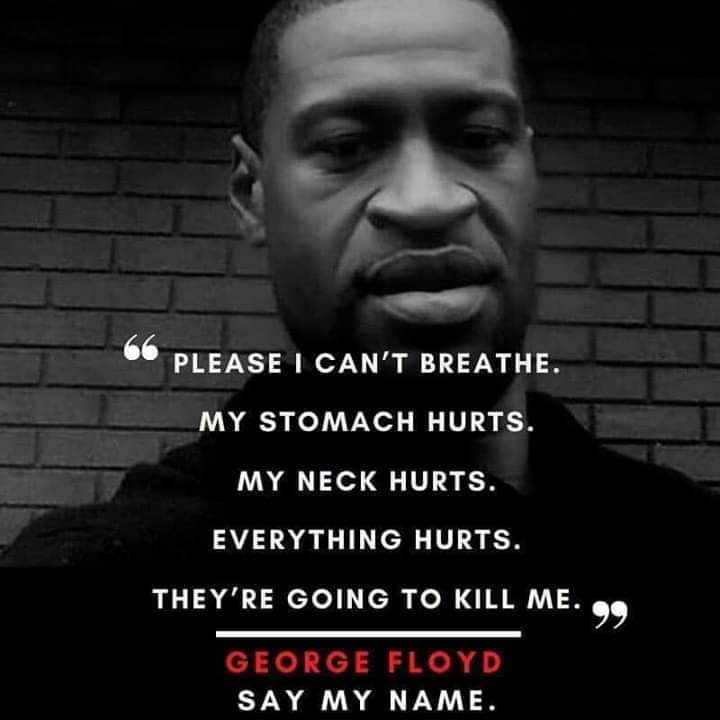 “ PLEASE I CAN’T BREATHE.
MY STOMACH HURTS.
MY NECK HURTS.
EVERYTHING HURTS.
THEY’RE GOING TO KILL ME. ”
GEORGE FLOYD
SAY MY NAME.